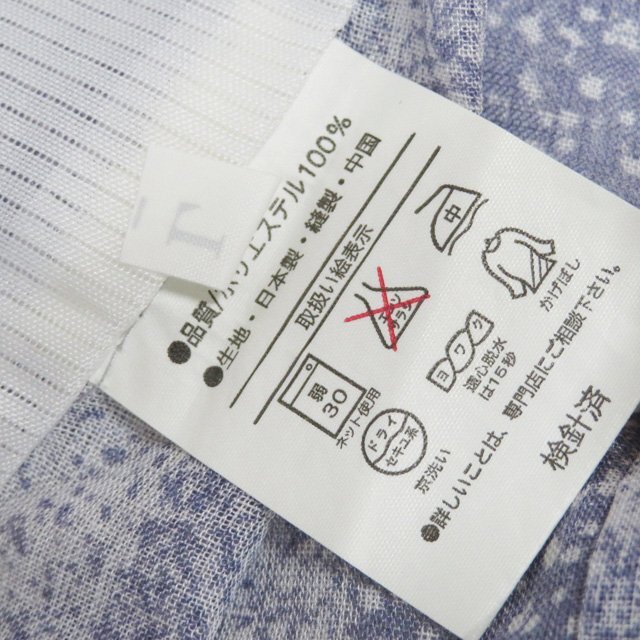 ●品質/ポリエステル100%
●生地・日本製・縫製・中国
取扱い絵表示
弱
30
ネット使用
中
ドライ
セキユ系
京洗い
ヨワク
遠心脱水
は15秒
かげ干し
●詳しいことは、専門店にご相談下さい。
検針済